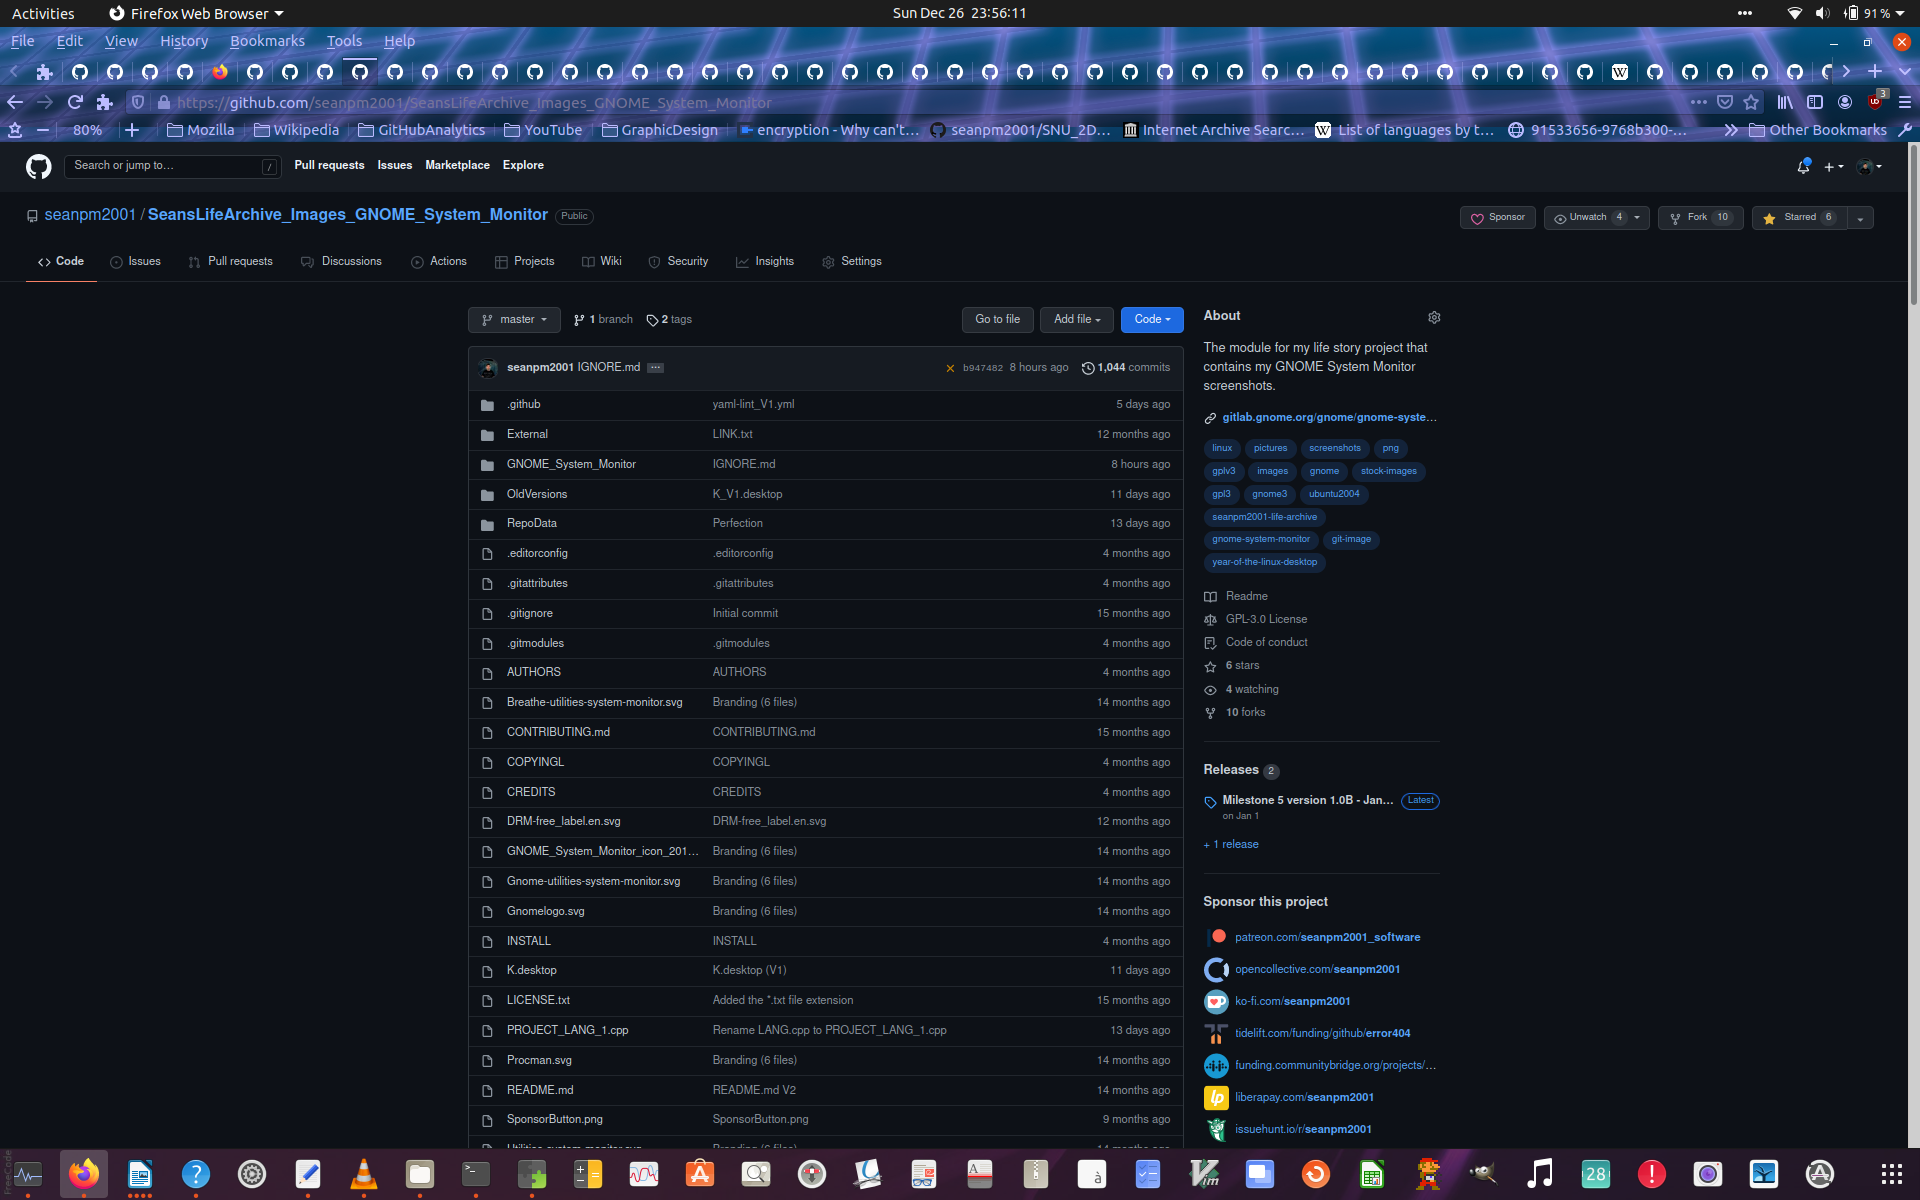 Activities
Firefox Web Browser
Sun Dec 26 23:56:11
91 %
File Edit View History Bookmarks Tools Help
https://github.com/seanpm2001/SeansLifeArchive_Images_GNOME_System_Monitor
3
80%
Mozilla Wikipedia GitHubAnalytics YouTube GraphicDesign encryption - Why can't... seanpm2001/SNU_2D... Internet Archive Searc... List of languages by t... 91533656-9768b300-... Other Bookmarks
Search or jump to... /
Pull requests Issues Marketplace Explore
seanpm2001 / SeansLifeArchive_Images_GNOME_System_Monitor Public
Sponsor Unwatch 4 Fork 10 Starred 6
Code Issues Pull requests Discussions Actions Projects Wiki Security Insights Settings
master 1 branch 2 tags Go to file Add file Code
seanpm2001 IGNORE.md ... b947482 8 hours ago 1,044 commits
.github yaml-lint_V1.yml 5 days ago
External LINK.txt 12 months ago
GNOME_System_Monitor IGNORE.md 8 hours ago
OldVersions K_V1.desktop 11 days ago
RepoData Perfection 13 days ago
.editorconfig .editorconfig 4 months ago
.gitattributes .gitattributes 4 months ago
.gitignore Initial commit 15 months ago
.gitmodules .gitmodules 4 months ago
AUTHORS AUTHORS 4 months ago
Breathe-utilities-system-monitor.svg Branding (6 files) 14 months ago
CONTRIBUTING.md CONTRIBUTING.md 15 months ago
COPYINGL COPYINGL 4 months ago
CREDITS CREDITS 4 months ago
DRM-free_label.en.svg DRM-free_label.en.svg 12 months ago
GNOME_System_Monitor_icon_201... Branding (6 files) 14 months ago
Gnome-utilities-system-monitor.svg Branding (6 files) 14 months ago
Gnomelogo.svg Branding (6 files) 14 months ago
INSTALL INSTALL 4 months ago
K.desktop K.desktop (V1) 11 days ago
LICENSE.txt Added the *.txt file extension 15 months ago
PROJECT_LANG_1.cpp Rename LANG.cpp to PROJECT_LANG_1.cpp 13 days ago
Procman.svg Branding (6 files) 14 months ago
README.md README.md V2 14 months ago
SponsorButton.png SponsorButton.png 9 months ago
About
The module for my life story project that
contains my GNOME System Monitor
screenshots.
gitlab.gnome.org/gnome/gnome-syste...
linux pictures screenshots png
gplv3 images gnome stock-images
gpl3 gnome3 ubuntu2004
seanpm2001-life-archive
gnome-system-monitor git-image
year-of-the-linux-desktop
Readme
GPL-3.0 License
Code of conduct
6 stars
4 watching
10 forks
Releases 2
Milestone 5 version 1.0B - Jan... Latest
on Jan 1
+ 1 release
Sponsor this project
patreon.com/seanpm2001_software
opencollective.com/seanpm2001
ko-fi.com/seanpm2001
tidelift.com/funding/github/error404
funding.communitybridge.org/projects/...
liberapay.com/seanpm2001
issuehunt.io/r/seanpm2001
28